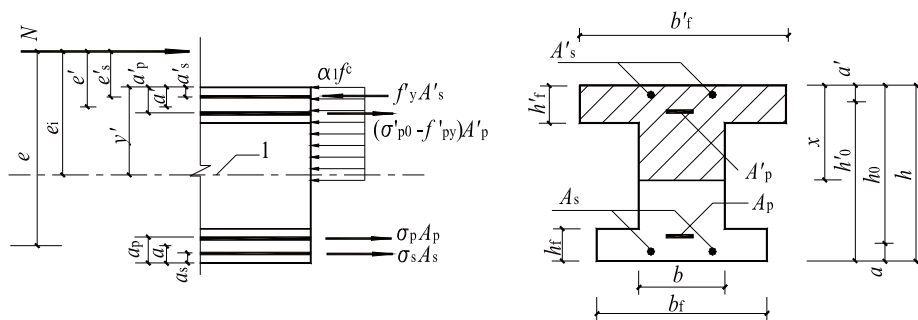 N
e
e_i
e'
e'_s
y'
a'_p
a'
a'_s
α_1f^c
f'_yA'_s
(σ'_p0 - f'_py)A'_p
1
σ_pA_p
σ_sA_s
a_p
a
a_s
b'_f
A'_s
h'_f
A'_p
A_s
A_p
h_f
b
b_f
a'
x
h'_0
h_0
h
a